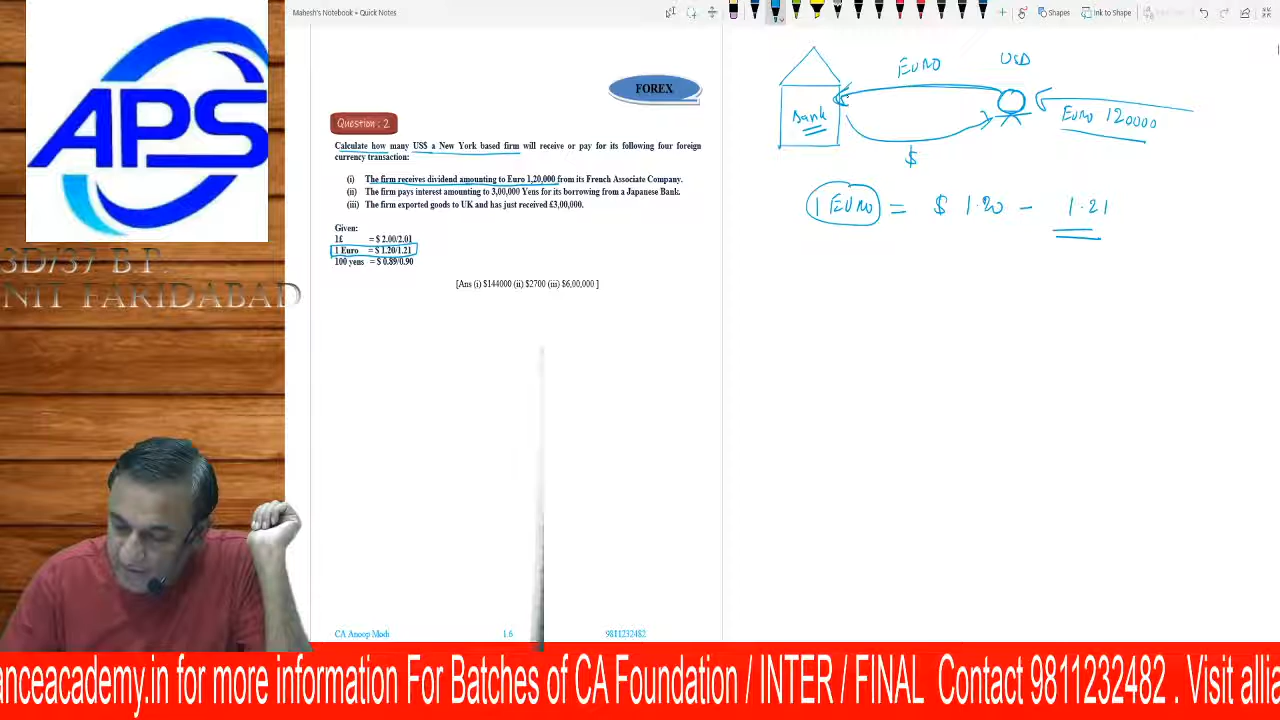 Mahesh's Notebook • Quick Notes
Shapes
Ink to Shape
APS
3D/37 B.P.
NIT FARIDABAD
FOREX
Question : 2
Calculate how many US$ a New York based firm will receive or pay for its following four foreign
currency transaction:
(i) The firm receives dividend amounting to Euro 1,20,000 from its French Associate Company.
(ii) The firm pays interest amounting to 3,00,000 Yens for its borrowing from a Japanese Bank.
(iii) The firm exported goods to UK and has just received £3,00,000.
Given:
1£ = $ 2.00/2.01
1 Euro = $ 1.20/1.21
100 yens = $ 0.89/0.90
[Ans (i) $144000 (ii) $2700 (iii) $6,00,000 ]
CA Anoop Modi 1.6 9811232482
EURO
USD
Bank
EURO 120000
$
1 EURO = $ 1.20 - 1.21
anceacademy.in for more information For Batches of CA Foundation / INTER / FINAL Contact 9811232482 . Visit allia